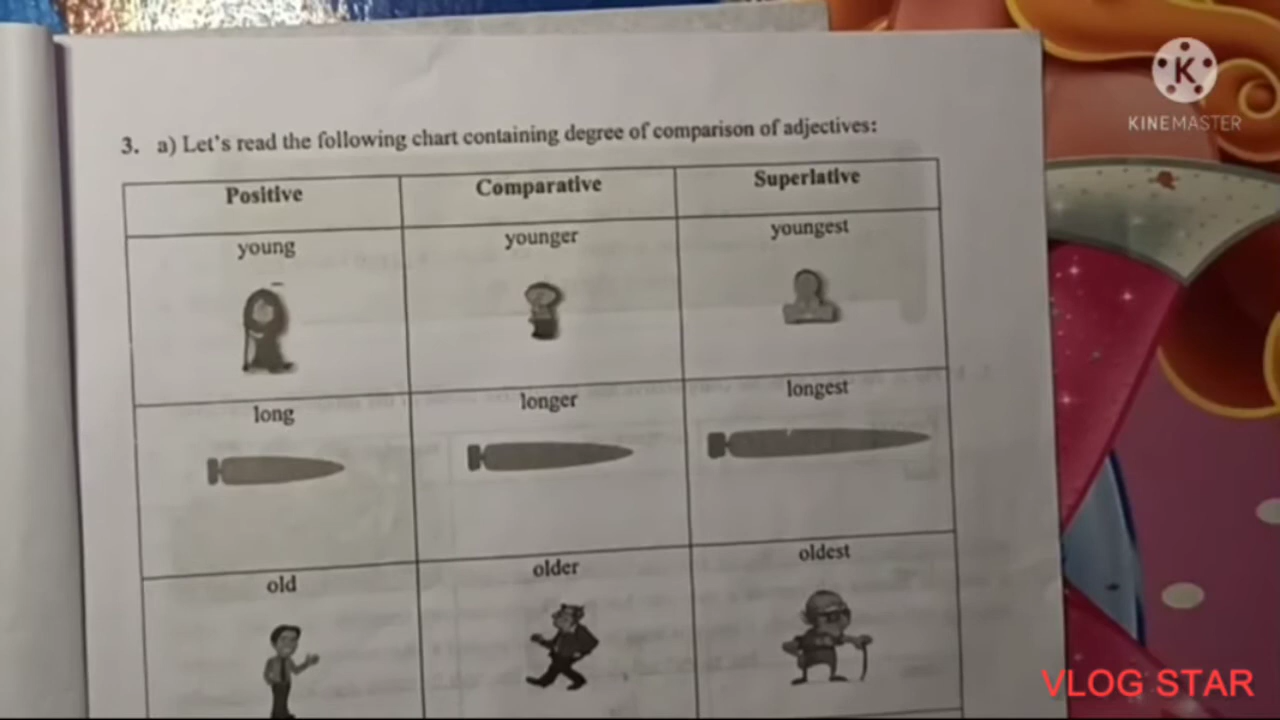 3. a) Let's read the following chart containing degree of comparison of adjectives:
Positive Comparative Superlative
young younger youngest
long longer longest
old older oldest
KINEMASTER
VLOG STAR